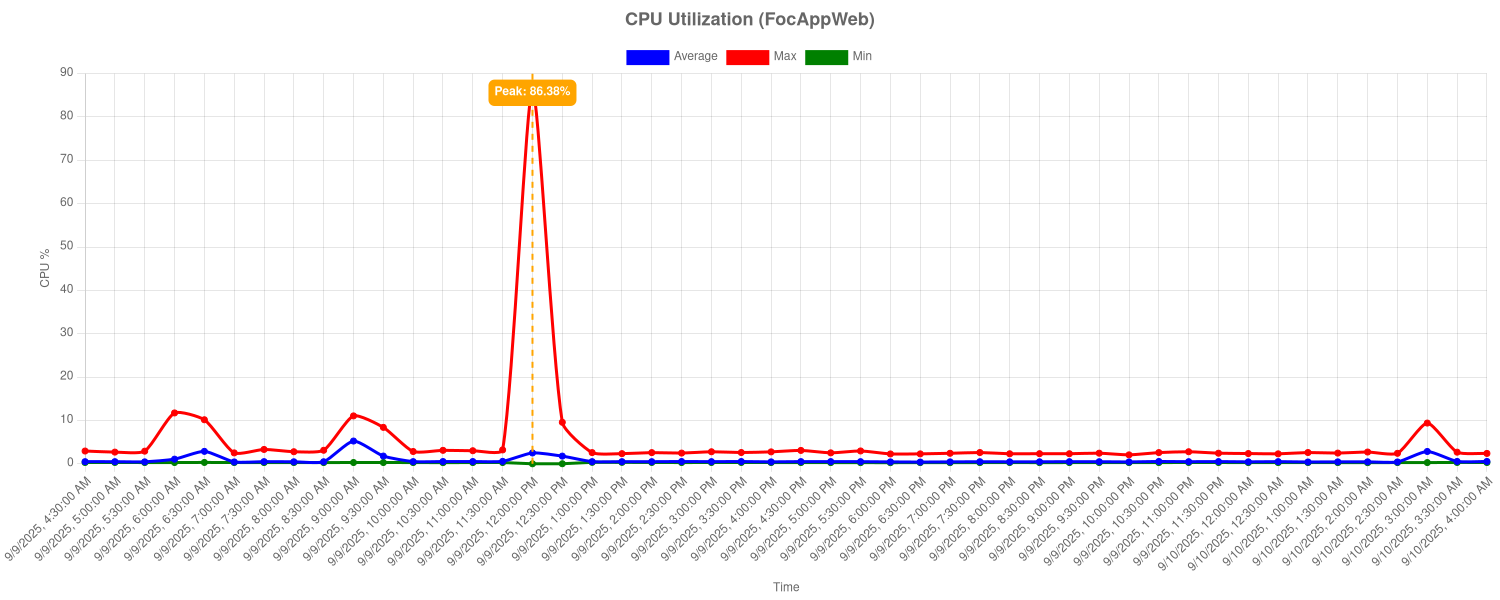 CPU Utilization (FocAppWeb)
Average Max Min
Peak: 86.38%
90
80
70
60
50
40
30
20
10
0
CPU %
9/9/2025, 4:30:00 AM
9/9/2025, 5:00:00 AM
9/9/2025, 5:30:00 AM
9/9/2025, 6:00:00 AM
9/9/2025, 6:30:00 AM
9/9/2025, 7:00:00 AM
9/9/2025, 7:30:00 AM
9/9/2025, 8:00:00 AM
9/9/2025, 8:30:00 AM
9/9/2025, 9:00:00 AM
9/9/2025, 9:30:00 AM
9/9/2025, 10:00:00 AM
9/9/2025, 10:30:00 AM
9/9/2025, 11:00:00 AM
9/9/2025, 11:30:00 AM
9/9/2025, 12:00:00 PM
9/9/2025, 12:30:00 PM
9/9/2025, 1:00:00 PM
9/9/2025, 1:30:00 PM
9/9/2025, 2:00:00 PM
9/9/2025, 2:30:00 PM
9/9/2025, 3:00:00 PM
9/9/2025, 3:30:00 PM
9/9/2025, 4:00:00 PM
9/9/2025, 4:30:00 PM
9/9/2025, 5:00:00 PM
9/9/2025, 5:30:00 PM
9/9/2025, 6:00:00 PM
9/9/2025, 6:30:00 PM
9/9/2025, 7:00:00 PM
9/9/2025, 7:30:00 PM
9/9/2025, 8:00:00 PM
9/9/2025, 8:30:00 PM
9/9/2025, 9:00:00 PM
9/9/2025, 9:30:00 PM
9/9/2025, 10:00:00 PM
9/9/2025, 10:30:00 PM
9/9/2025, 11:00:00 PM
9/9/2025, 11:30:00 PM
9/10/2025, 12:00:00 AM
9/10/2025, 12:30:00 AM
9/10/2025, 1:00:00 AM
9/10/2025, 1:30:00 AM
9/10/2025, 2:00:00 AM
9/10/2025, 2:30:00 AM
9/10/2025, 3:00:00 AM
9/10/2025, 3:30:00 AM
9/10/2025, 4:00:00 AM
Time